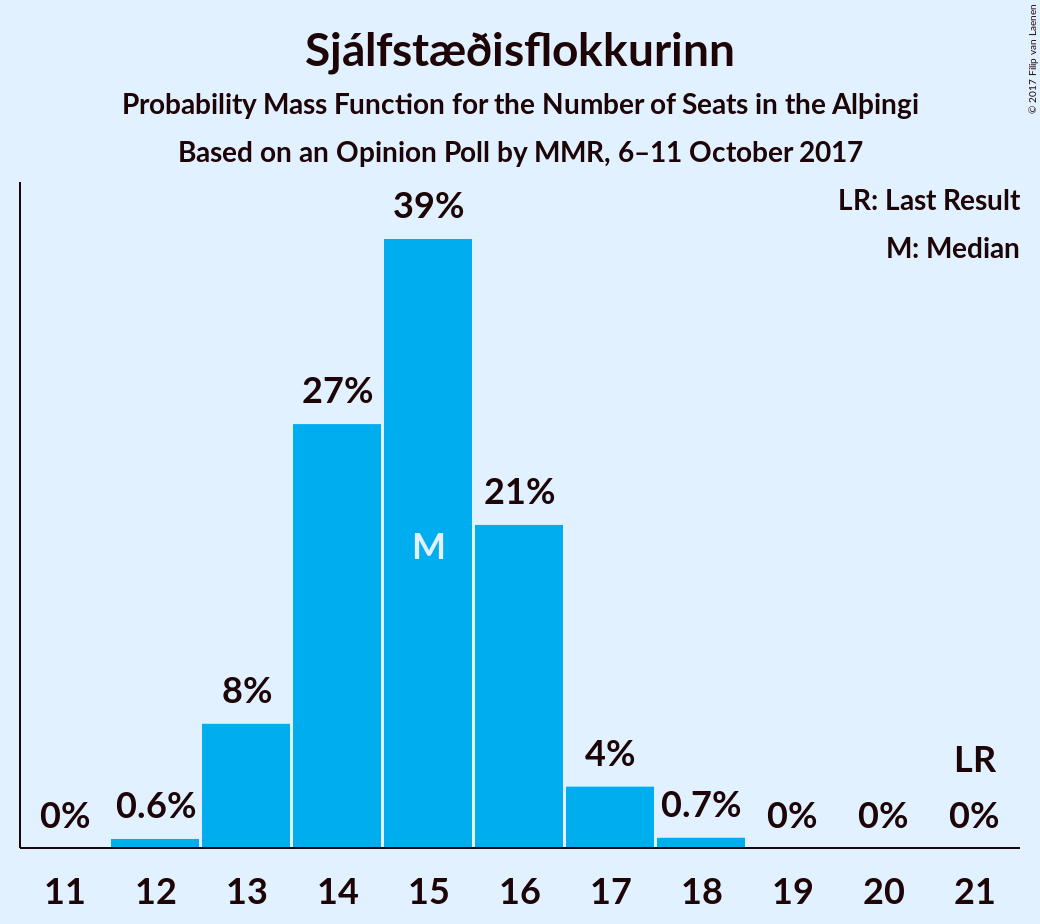 Sjálfstæðisflokkurinn
Probability Mass Function for the Number of Seats in the Alþingi
Based on an Opinion Poll by MMR, 6–11 October 2017
© 2017 Filip van Laenen
LR: Last Result
M: Median
0%
0.6%
8%
27%
39%
M
21%
4%
0.7%
0%
0%
LR
0%
11 12 13 14 15 16 17 18 19 20 21